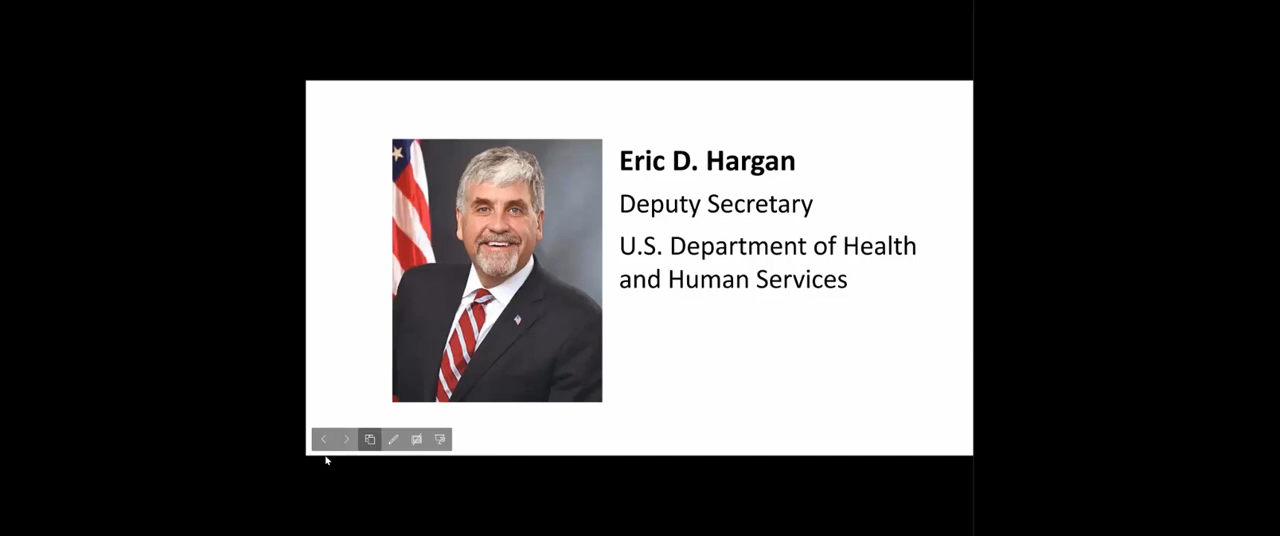 Eric D. Hargan
Deputy Secretary
U.S. Department of Health
and Human Services